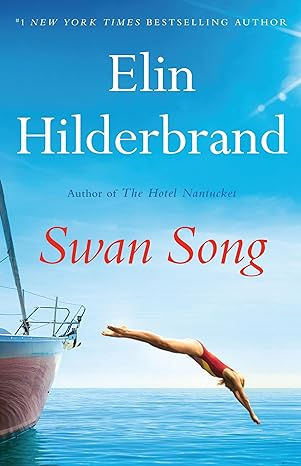 #1 NEW YORK TIMES BESTSELLING AUTHOR
Elin
Hilderbrand
Author of The Hotel Nantucket
Swan Song